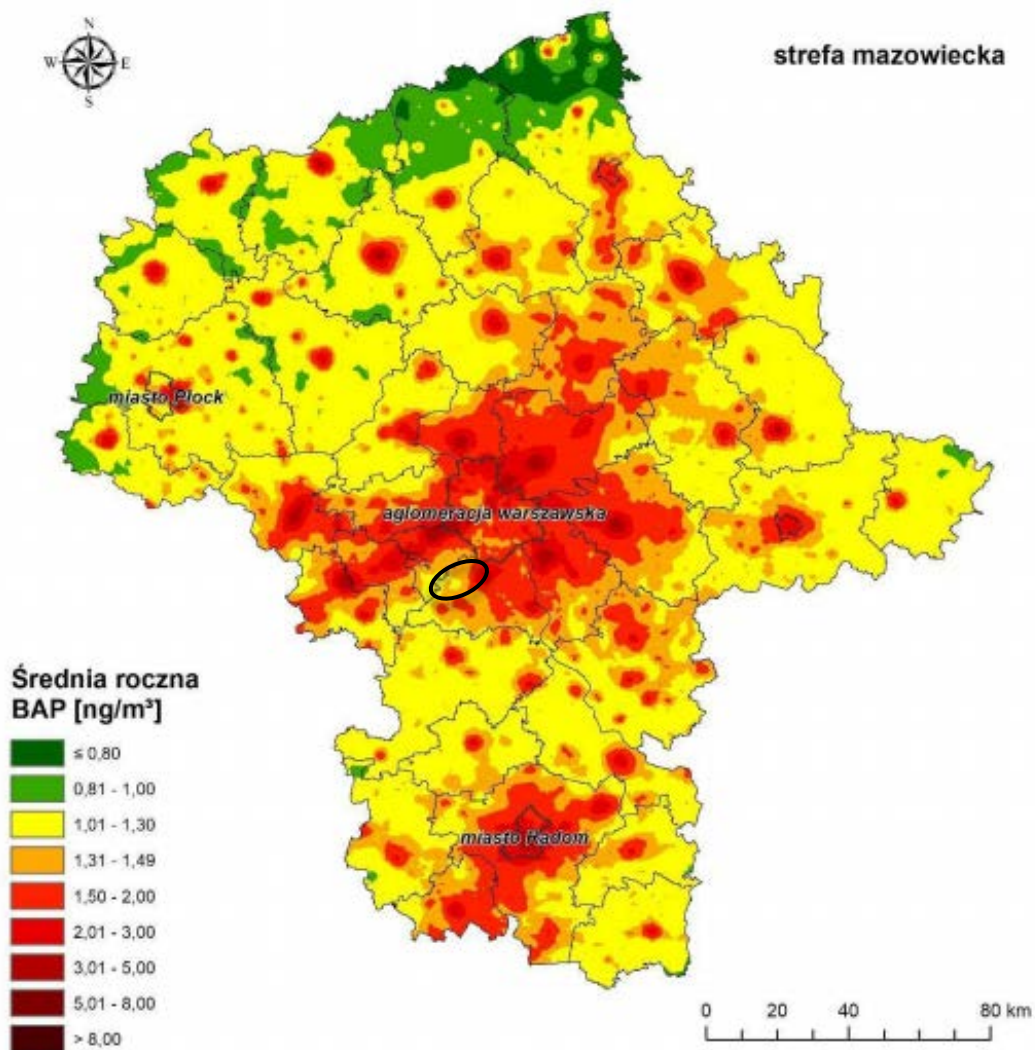 N
W E
S
strefa mazowiecka
miasto Płock
aglomeracja warszawska
miasto Radom
Średnia roczna
BAP [ng/m³]
≤ 0,80
0,81 - 1,00
1,01 - 1,30
1,31 - 1,49
1,50 - 2,00
2,01 - 3,00
3,01 - 5,00
5,01 - 8,00
> 8,00
0 20 40 80 km